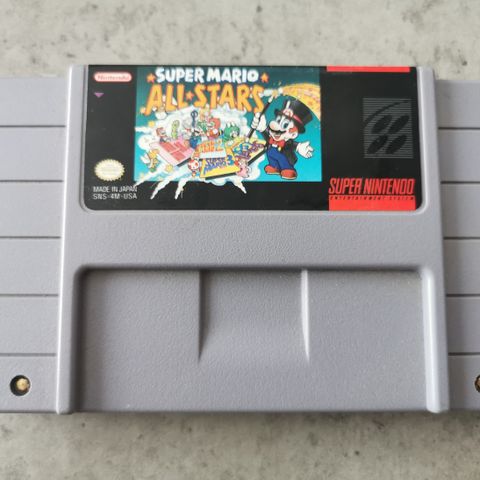 Nintendo
SUPER MARIO
ALL★STARS
MADE IN JAPAN
SNS-4M-USA
SUPER NINTENDO
ENTERTAINMENT SYSTEM